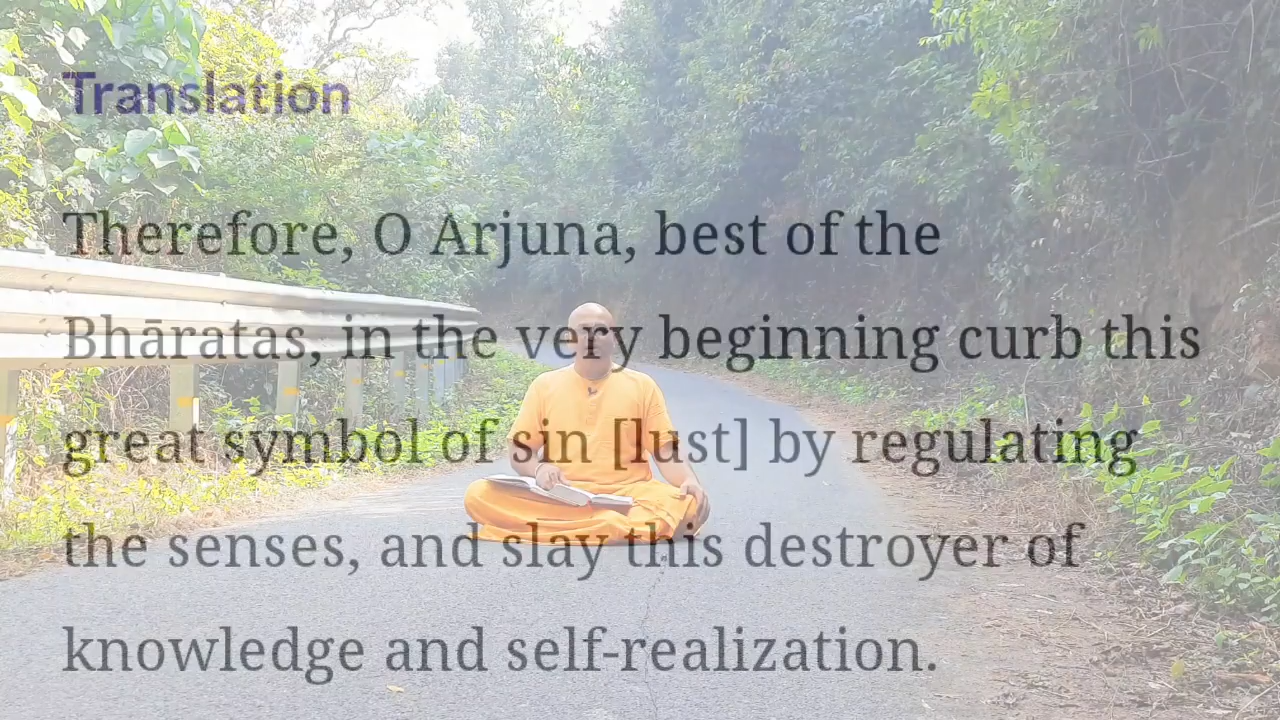 Translation
Therefore, O Arjuna, best of the
Bhāratas, in the very beginning curb this
great symbol of sin [lust] by regulating
the senses, and slay this destroyer of
knowledge and self-realization.